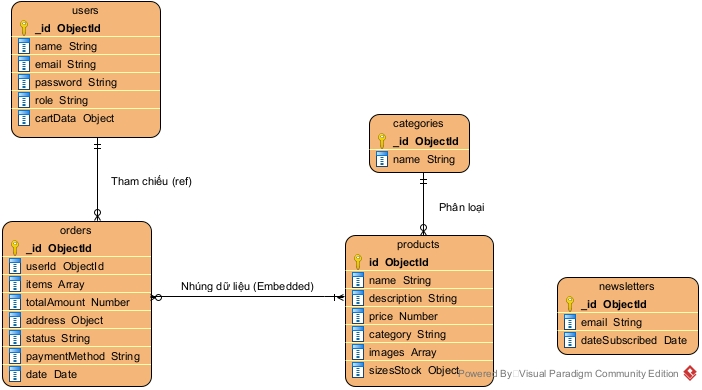 users
_id ObjectId
name String
email String
password String
role String
cartData Object
categories
_id ObjectId
name String
Tham chiếu (ref)
Phân loại
orders
_id ObjectId
userId ObjectId
items Array
totalAmount Number
address Object
status String
paymentMethod String
date Date
Nhúng dữ liệu (Embedded)
products
id ObjectId
name String
description String
price Number
category String
images Array
sizesStock Object
newsletters
_id ObjectId
email String
dateSubscribed Date
Powered By Visual Paradigm Community Edition